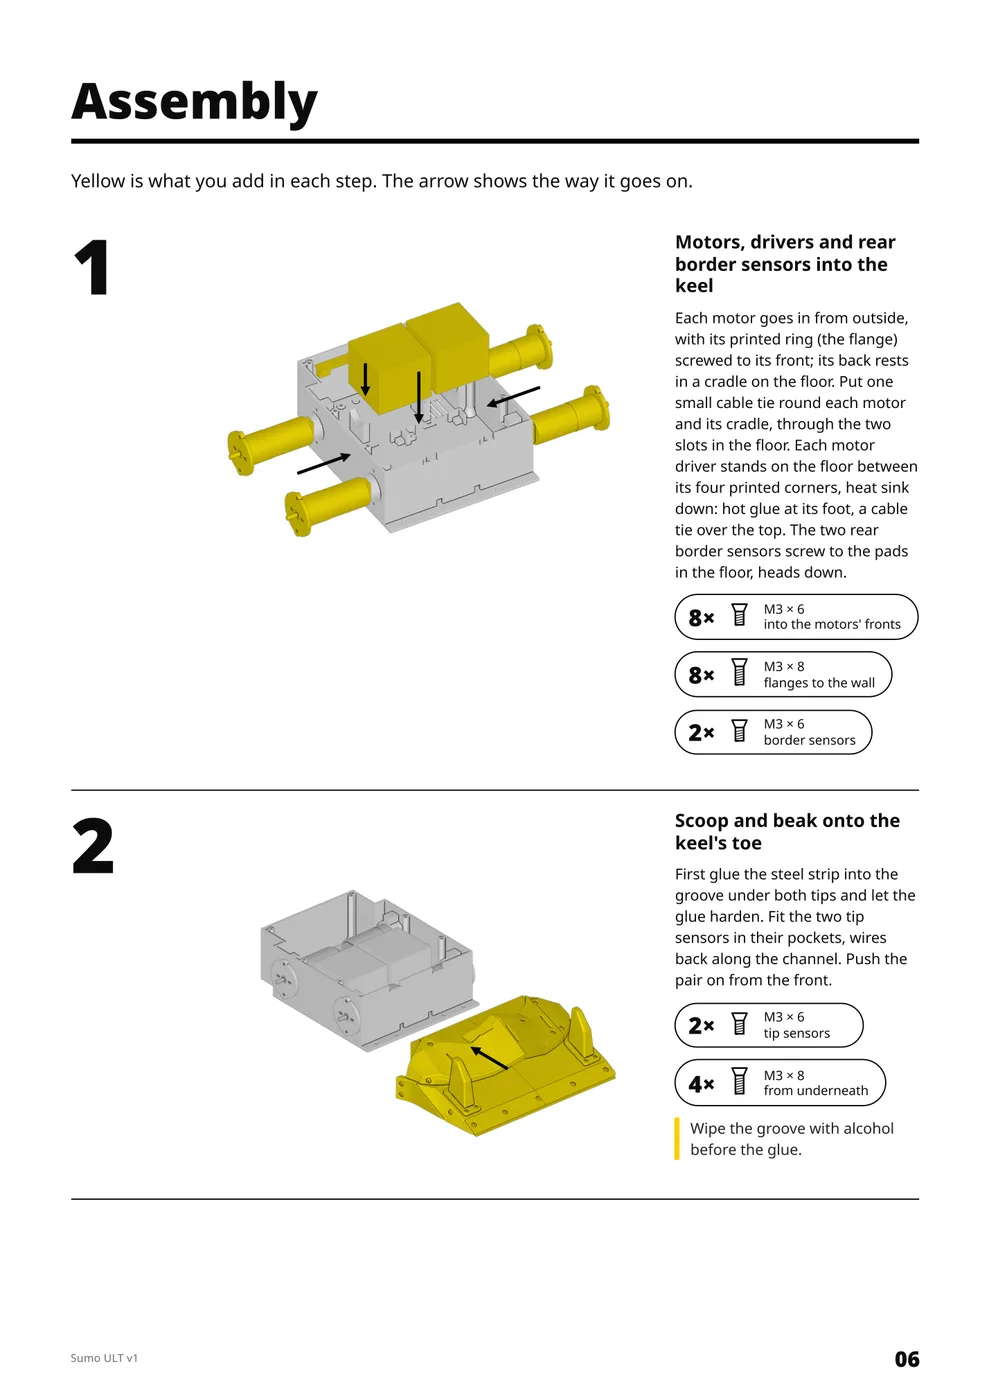 Assembly
Yellow is what you add in each step. The arrow shows the way it goes on.
1
Motors, drivers and rear
border sensors into the
keel
Each motor goes in from outside,
with its printed ring (the flange)
screwed to its front; its back rests
in a cradle on the floor. Put one
small cable tie round each motor
and its cradle, through the two
slots in the floor. Each motor
driver stands on the floor between
its four printed corners, heat sink
down: hot glue at its foot, a cable
tie over the top. The two rear
border sensors screw to the pads
in the floor, heads down.
8×
M3 × 6
into the motors' fronts
8×
M3 × 8
flanges to the wall
2×
M3 × 6
border sensors
2
Scoop and beak onto the
keel's toe
First glue the steel strip into the
groove under both tips and let the
glue harden. Fit the two tip
sensors in their pockets, wires
back along the channel. Push the
pair on from the front.
2×
M3 × 6
tip sensors
4×
M3 × 8
from underneath
Wipe the groove with alcohol
before the glue.
Sumo ULT v1
06